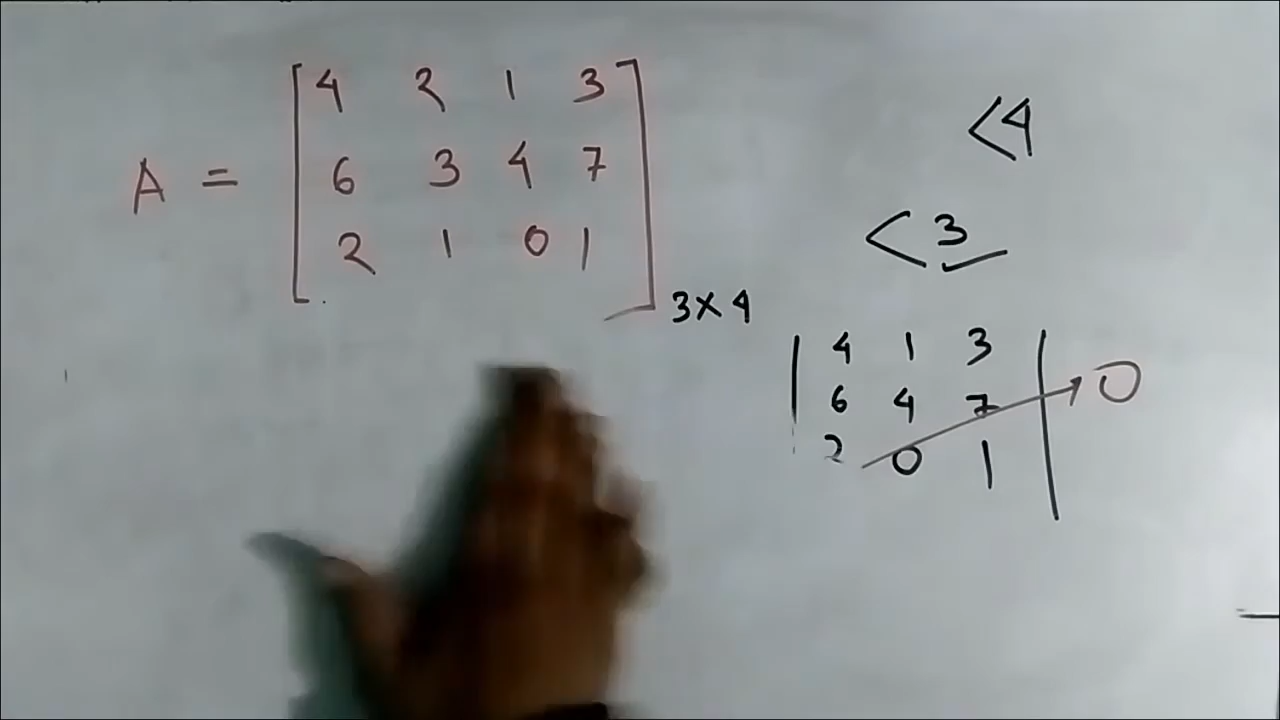 4 2 1 3
A = 6 3 4 7
2 1 0 1
3×4
<4
<3
4 1 3
6 4 7 → 0
2 0 1